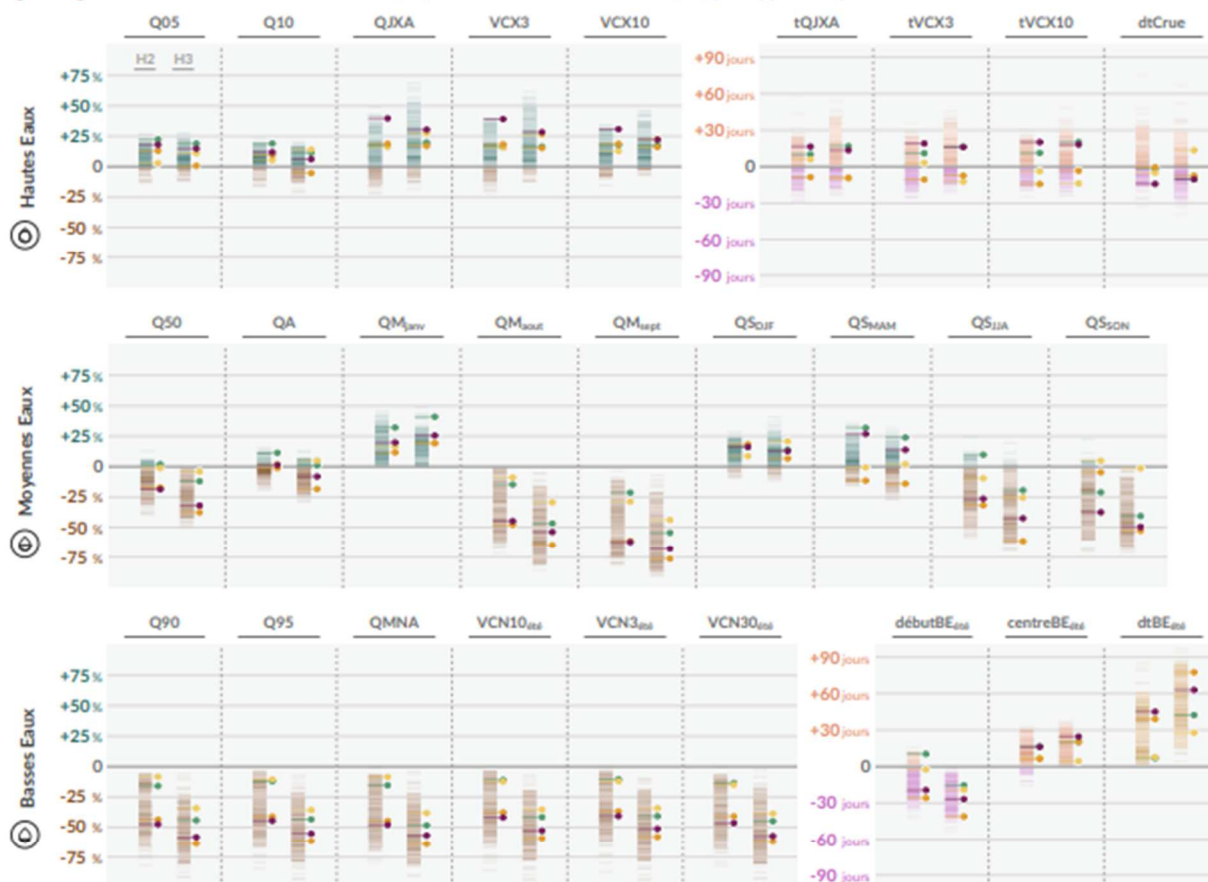 Q05 Q10 QJXA VCX3 VCX10 tQJXA tVCX3 tVCX10 dtCrue
H2 H3
+75 %
+50 %
+25 %
0
-25 %
-50 %
-75 %
Hautes Eaux
+90 jours
+60 jours
+30 jours
0
-30 jours
-60 jours
-90 jours
Q50 QA QMjanv QMaout QMsept QSDJF QSMAM QSJJA QSSON
+75 %
+50 %
+25 %
0
-25 %
-50 %
-75 %
Moyennes Eaux
Q90 Q95 QMNA VCN10été VCN3été VCN30été débutBEété centreBEété dtBEété
+75 %
+50 %
+25 %
0
-25 %
-50 %
-75 %
Basses Eaux
+90 jours
+60 jours
+30 jours
0
-30 jours
-60 jours
-90 jours